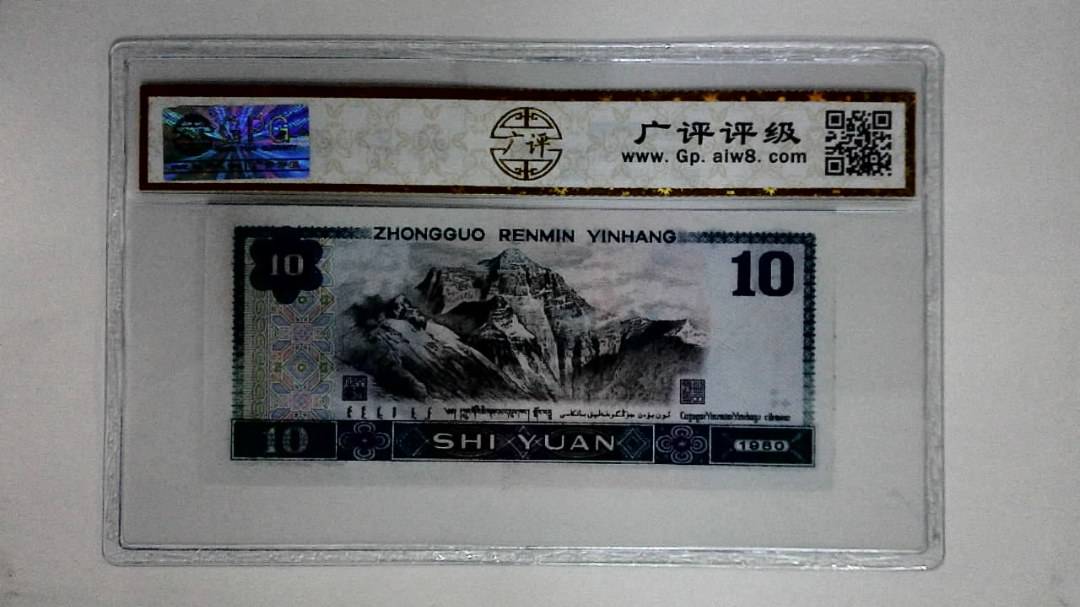 GPG
广评
广评评级
www. Gp. aiw8. com
ZHONGGUO RENMIN YINHANG
10
10
10
SHI YUAN
1980